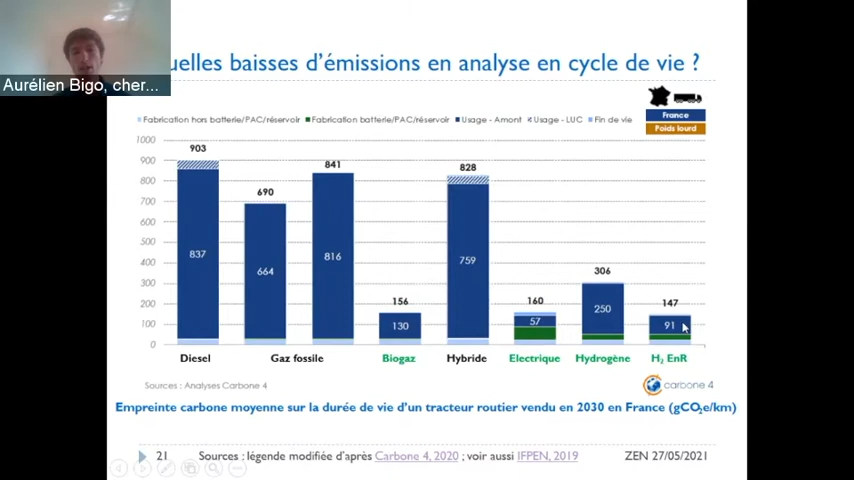 uelles baisses d'émissions en analyse en cycle de vie ?
Aurélien Bigo, cher...
France
Poids lourd
Fabrication hors batterie/PAC/réservoir Fabrication batterie/PAC/réservoir Usage - Amont Usage - LUC Fin de vie
1000
900
800
700
600
500
400
300
200
100
0
903
837
690
664
841
816
156
130
828
759
160
57
306
250
147
91
Diesel Gaz fossile Biogaz Hybride Electrique Hydrogène H₂ EnR
Sources : Analyses Carbone 4
carbone 4
Empreinte carbone moyenne sur la durée de vie d'un tracteur routier vendu en 2030 en France (gCO₂e/km)
21 Sources : légende modifiée d'après Carbone 4, 2020 ; voir aussi IFPEN, 2019 ZEN 27/05/2021